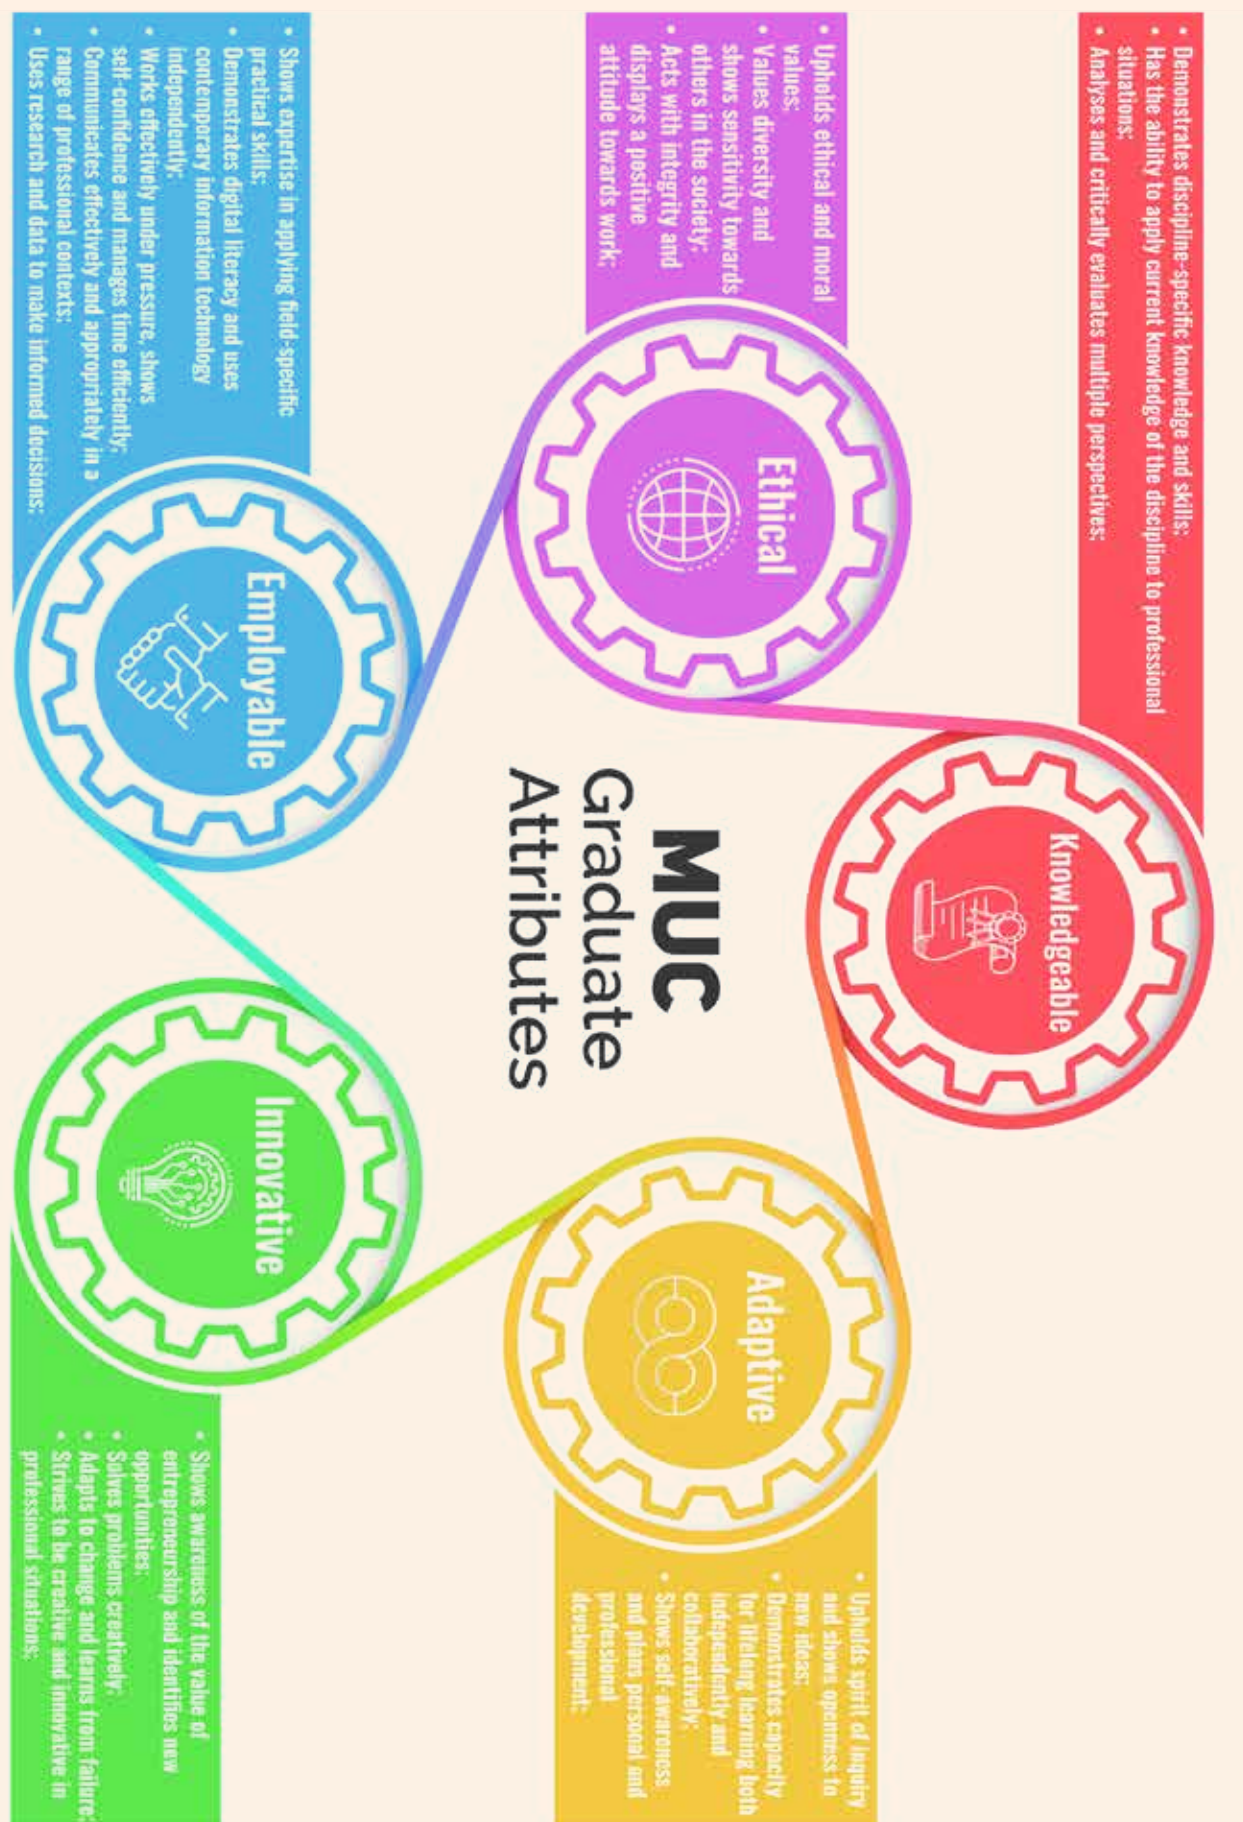 • Demonstrates discipline-specific knowledge and skills;
• Has the ability to apply current knowledge of the discipline to professional
situations;
• Analyses and critically evaluates multiple perspectives;
Knowledgeable
• Upholds ethical and moral
values;
• Values diversity and
shows sensitivity towards
others in the society;
• Acts with integrity and
displays a positive
attitude towards work;
Ethical
MUC
Graduate
Attributes
Adaptive
• Upholds spirit of inquiry
and shows openness to
new ideas;
• Demonstrates capacity
for lifelong learning both
independently and
collaboratively;
• Shows self-awareness
and plans personal and
professional
development;
• Shows expertise in applying field-specific
practical skills;
• Demonstrates digital literacy and uses
contemporary information technology
independently;
• Works effectively under pressure, shows
self-confidence and manages time efficiently;
• Communicates effectively and appropriately in a
range of professional contexts;
• Uses research and data to make informed decisions;
Employable
Innovative
• Shows awareness of the value of
entrepreneurship and identifies new
opportunities;
• Solves problems creatively;
• Adapts to change and learns from failure;
• Strives to be creative and innovative in
professional situations;